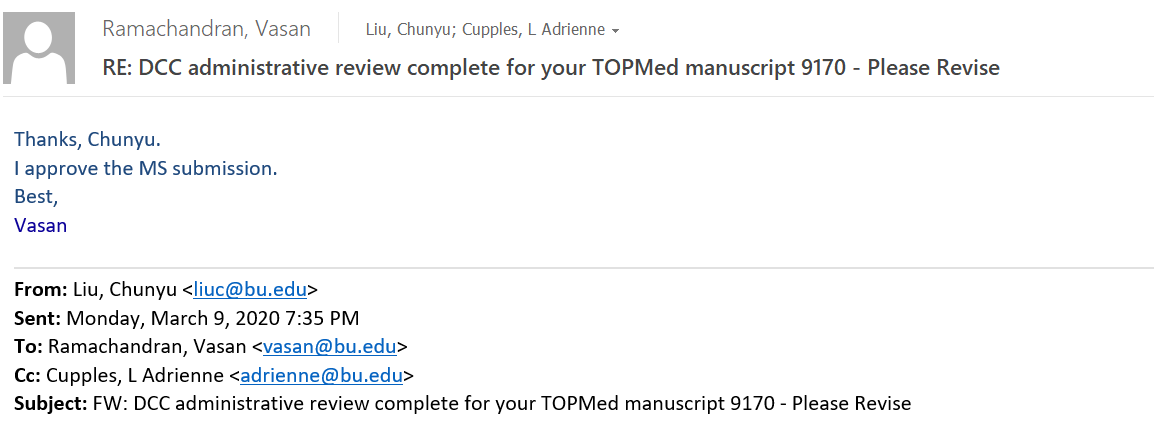 Ramachandran, Vasan Liu, Chunyu; Cupples, L Adrienne
RE: DCC administrative review complete for your TOPMed manuscript 9170 - Please Revise
Thanks, Chunyu.
I approve the MS submission.
Best,
Vasan
From: Liu, Chunyu <liuc@bu.edu>
Sent: Monday, March 9, 2020 7:35 PM
To: Ramachandran, Vasan <vasan@bu.edu>
Cc: Cupples, L Adrienne <adrienne@bu.edu>
Subject: FW: DCC administrative review complete for your TOPMed manuscript 9170 - Please Revise